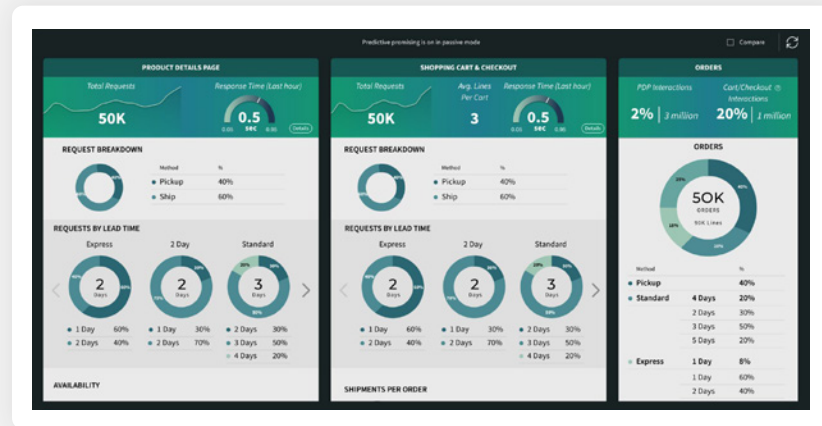 Predictive promising is on in passive mode
Compare
PRODUCT DETAILS PAGE
Total Requests
Response Time (Last hour)
50K
0.5
sec
Details
REQUEST BREAKDOWN
Method %
Pickup 40%
Ship 60%
REQUESTS BY LEAD TIME
Express
2 Day
Standard
2
Days
2
Days
3
Days
1 Day 60%
2 Days 40%
1 Day 30%
2 Days 70%
2 Days 30%
3 Days 50%
4 Days 20%
AVAILABILITY
SHOPPING CART & CHECKOUT
Total Requests
Avg. Lines
Per Cart
Response Time (Last hour)
50K
3
0.5
sec
Details
REQUEST BREAKDOWN
Method %
Pickup 40%
Ship 60%
REQUESTS BY LEAD TIME
Express
2 Day
Standard
2
Days
2
Days
3
Days
1 Day 60%
2 Days 40%
1 Day 30%
2 Days 70%
2 Days 30%
3 Days 50%
4 Days 20%
SHIPMENTS PER ORDER
ORDERS
PDP Interactions
Cart/Checkout
Interactions
2% | 3 million
20% | 1 million
ORDERS
50K
ORDERS
50K Lines
Method %
Pickup 40%
Standard 4 Days 20%
2 Days 30%
3 Days 50%
5 Days 20%
Express 1 Day 8%
1 Day 60%
2 Days 40%